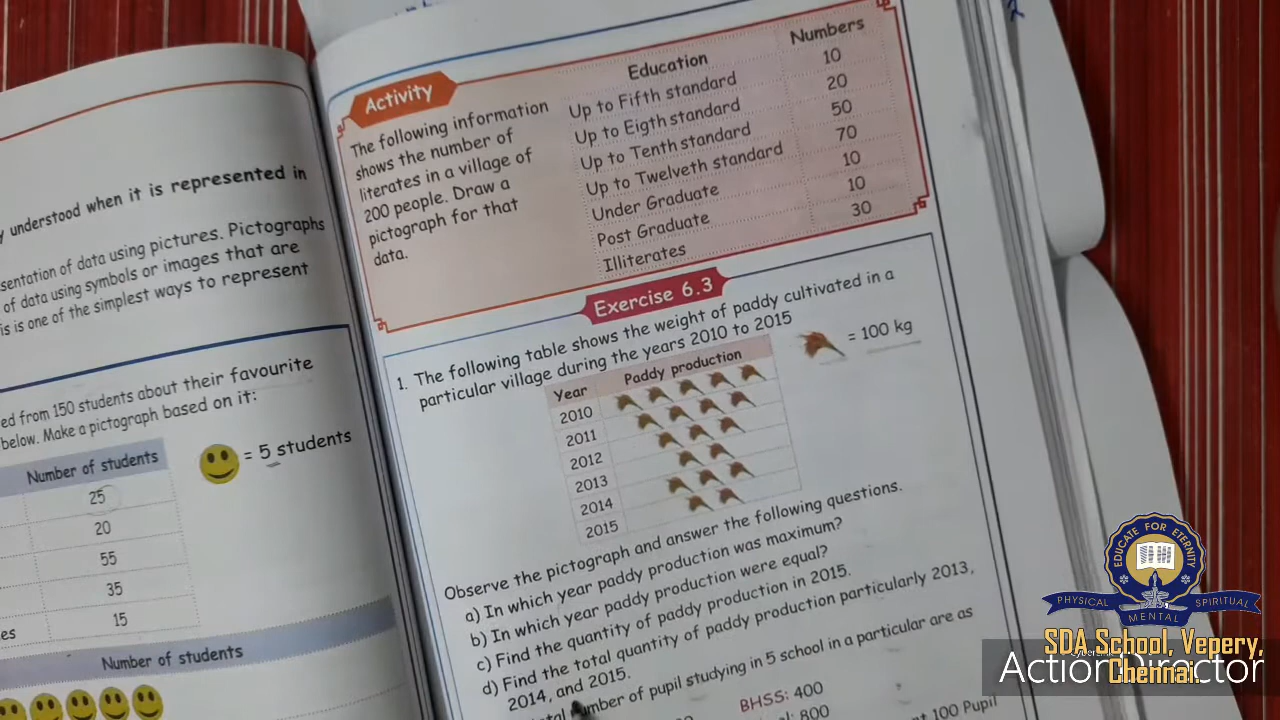 y understood when it is represented in
sentation of data using pictures. Pictographs
of data using symbols or images that are
is is one of the simplest ways to represent
ed from 150 students about their favourite
below. Make a pictograph based on it:
Number of students
25
20
55
35
15
= 5 students
es
Number of students
Activity
The following information
shows the number of
literates in a village of
200 people. Draw a
pictograph for that
data.
Education Numbers
Up to Fifth standard 10
Up to Eigth standard 20
Up to Tenth standard 50
Up to Twelveth standard 70
Under Graduate 10
Post Graduate 10
Illiterates 30
Exercise 6.3
1. The following table shows the weight of paddy cultivated in a
particular village during the years 2010 to 2015
= 100 kg
Year Paddy production
2010
2011
2012
2013
2014
2015
Observe the pictograph and answer the following questions.
a) In which year paddy production was maximum?
b) In which year paddy production were equal?
c) Find the quantity of paddy production in 2015.
d) Find the total quantity of paddy production particularly 2013,
2014, and 2015.
number of pupil studying in 5 school in a particular are as
BHSS: 400
ol: 800
100 Pupil
EDUCATE FOR ETERNITY
PHYSICAL MENTAL SPIRITUAL
SDA School, Vepery,
Chennai.
ActionDirector